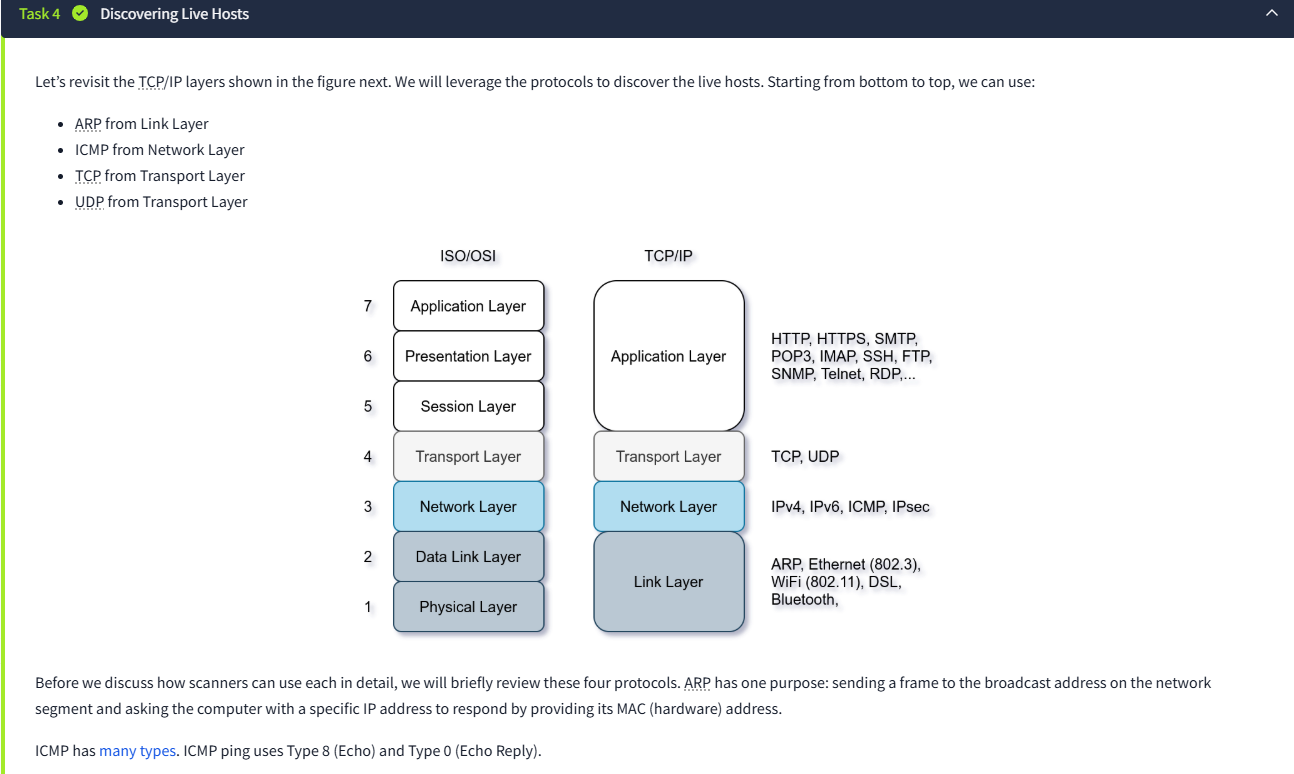 Task 4 Discovering Live Hosts
Let’s revisit the TCP/IP layers shown in the figure next. We will leverage the protocols to discover the live hosts. Starting from bottom to top, we can use:
ARP from Link Layer
ICMP from Network Layer
TCP from Transport Layer
UDP from Transport Layer
ISO/OSI TCP/IP
7 Application Layer
6 Presentation Layer
5 Session Layer
Application Layer
HTTP, HTTPS, SMTP,
POP3, IMAP, SSH, FTP,
SNMP, Telnet, RDP,...
4 Transport Layer Transport Layer TCP, UDP
3 Network Layer Network Layer IPv4, IPv6, ICMP, IPsec
2 Data Link Layer
1 Physical Layer
Link Layer
ARP, Ethernet (802.3),
WiFi (802.11), DSL,
Bluetooth,
Before we discuss how scanners can use each in detail, we will briefly review these four protocols. ARP has one purpose: sending a frame to the broadcast address on the network
segment and asking the computer with a specific IP address to respond by providing its MAC (hardware) address.
ICMP has many types. ICMP ping uses Type 8 (Echo) and Type 0 (Echo Reply).